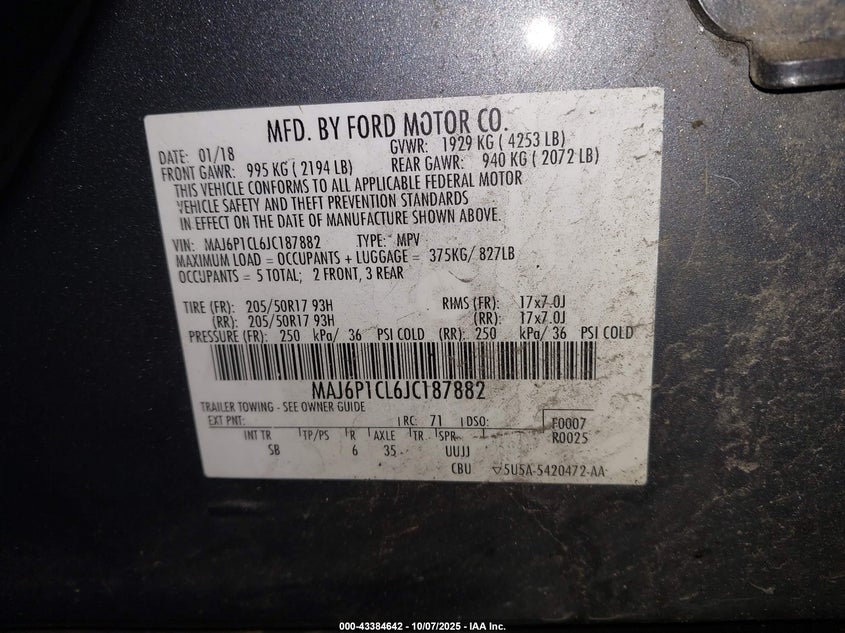 MFD. BY FORD MOTOR CO.
DATE: 01/18 GVWR: 1929 KG ( 4253 LB)
FRONT GAWR: 995 KG ( 2194 LB) REAR GAWR: 940 KG ( 2072 LB)
THIS VEHICLE CONFORMS TO ALL APPLICABLE FEDERAL MOTOR
VEHICLE SAFETY AND THEFT PREVENTION STANDARDS
IN EFFECT ON THE DATE OF MANUFACTURE SHOWN ABOVE.
VIN: MAJ6P1CL6JC187882 TYPE: MPV
MAXIMUM LOAD = OCCUPANTS + LUGGAGE = 375KG/ 827LB
OCCUPANTS = 5 TOTAL; 2 FRONT, 3 REAR
TIRE (FR): 205/50R17 93H RIMS (FR): 17x7.0J
(RR): 205/50R17 93H (RR): 17x7.0J
PRESSURE (FR): 250 kPa/ 36 PSI COLD (RR): 250 kPa/ 36 PSI COLD
MAJ6P1CL6JC187882
TRAILER TOWING - SEE OWNER GUIDE
EXT PNT: RC: 71 DSO: F0007
INT TR TP/PS R AXLE TR SPR R0025
SB 6 35 UUJJ
CBU 5U5A-5420472-AA
000-43384642 - 10/07/2025 - IAA Inc.